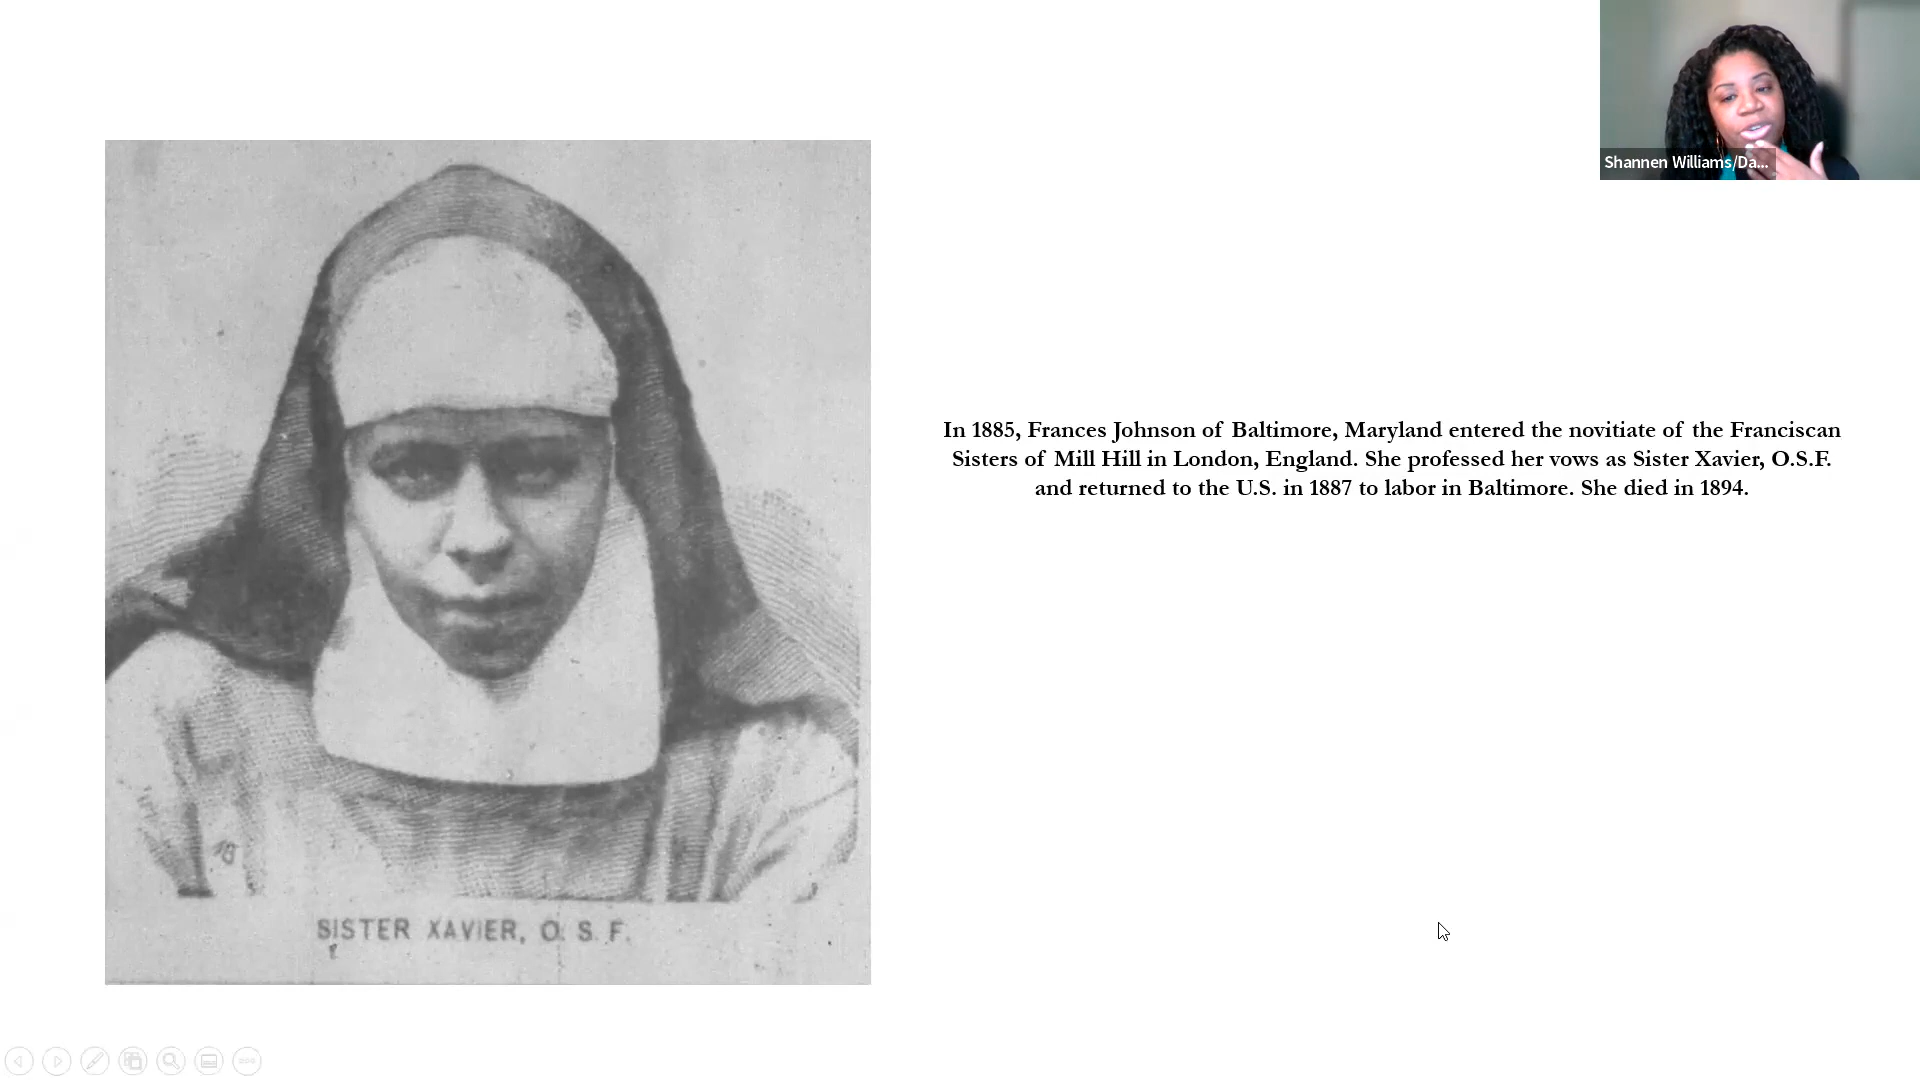 Shannen Williams/Da...
In 1885, Frances Johnson of Baltimore, Maryland entered the novitiate of the Franciscan
Sisters of Mill Hill in London, England. She professed her vows as Sister Xavier, O.S.F.
and returned to the U.S. in 1887 to labor in Baltimore. She died in 1894.
SISTER XAVIER, O. S. F.